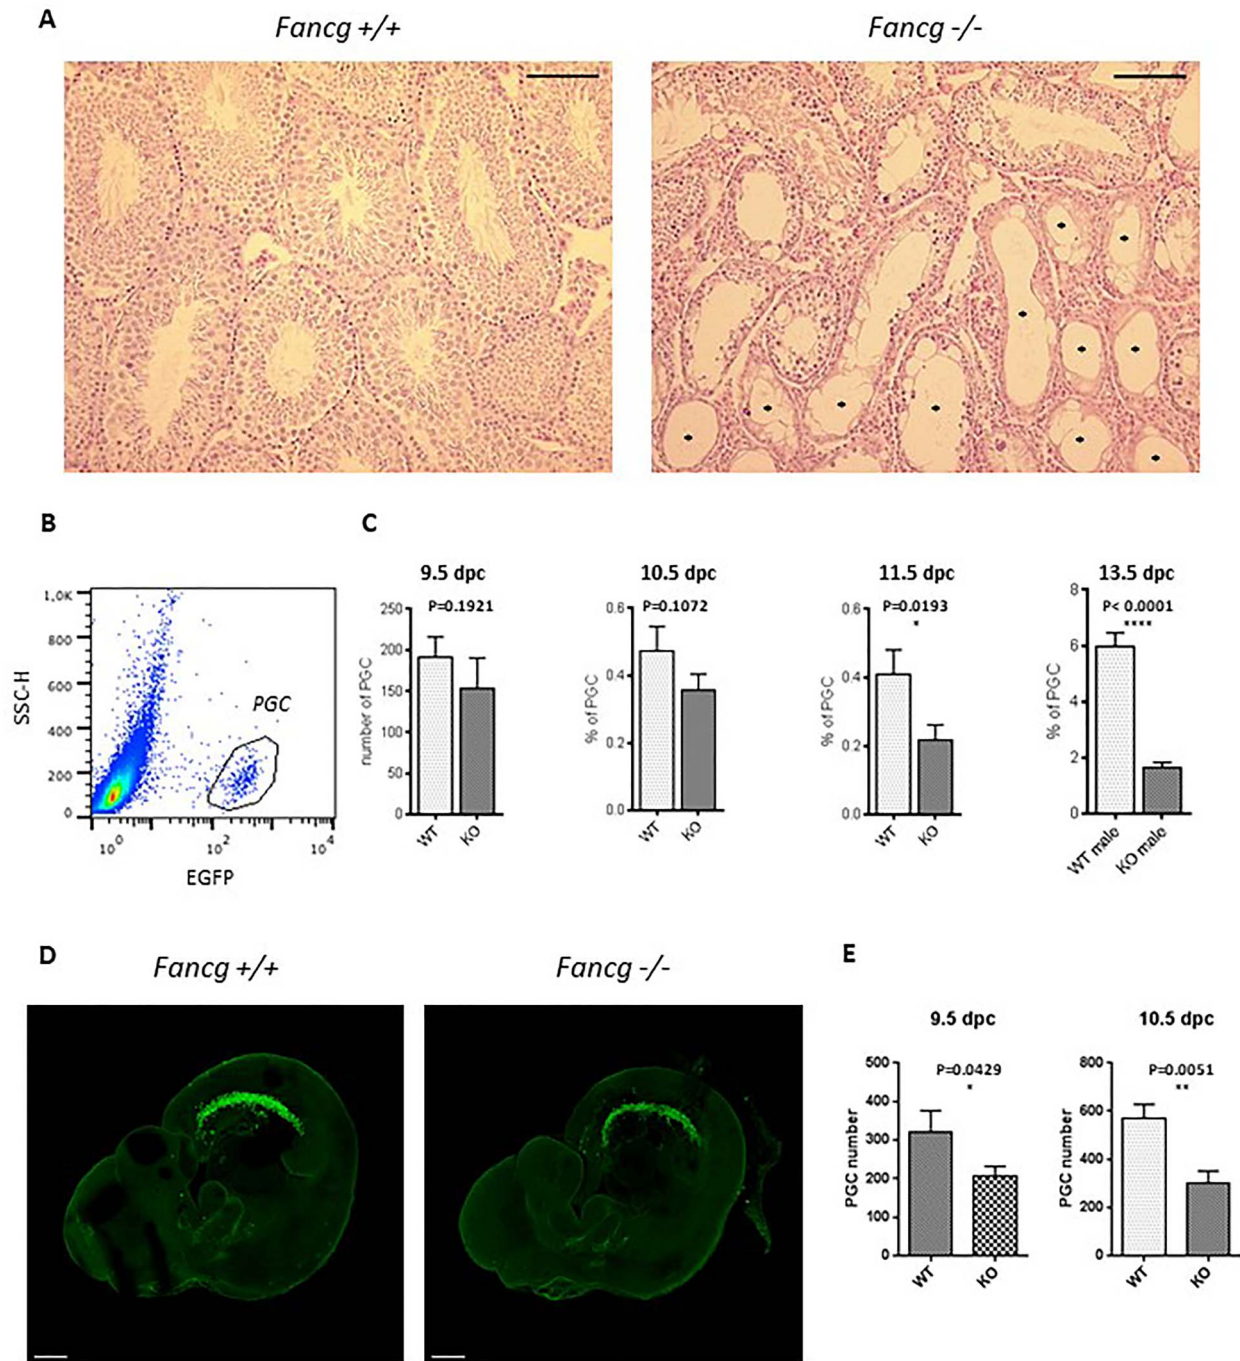 A
Fancg +/+
Fancg -/-
B
C
SSC-H
1,0K
800
600
400
200
0
PGC
10^0
10^2
10^4
EGFP
9.5 dpc
P=0.1921
number of PGC
250
200
150
100
50
0
WT
KO
10.5 dpc
P=0.1072
% of PGC
0.6
0.4
0.2
0.0
WT
KO
11.5 dpc
P=0.0193
*
% of PGC
0.6
0.4
0.2
0.0
WT
KO
13.5 dpc
P< 0.0001
****
% of PGC
8
6
4
2
0
WT male
KO male
D
Fancg +/+
Fancg -/-
E
9.5 dpc
P=0.0429
*
PGC number
500
400
300
200
100
0
WT
KO
10.5 dpc
P=0.0051
**
PGC number
800
600
400
200
0
WT
KO